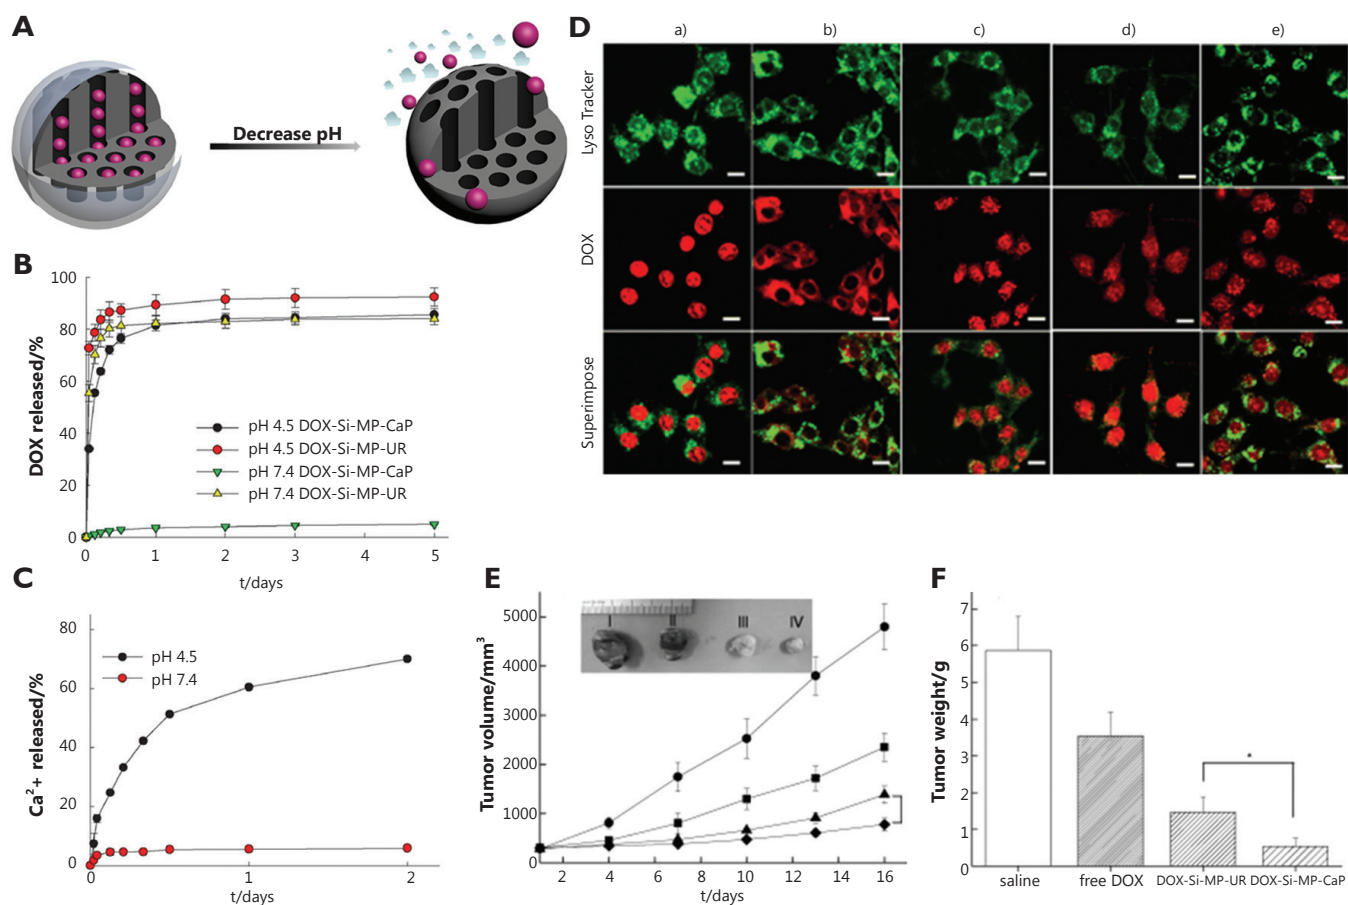 A
Decrease pH
B
DOX released/%
100
80
60
40
20
0
pH 4.5 DOX-Si-MP-CaP
pH 4.5 DOX-Si-MP-UR
pH 7.4 DOX-Si-MP-CaP
pH 7.4 DOX-Si-MP-UR
0 1 2 3 4 5
t/days
C
Ca²+ released/%
80
60
40
20
0
pH 4.5
pH 7.4
0 1 2
t/days
D
a) b) c) d) e)
Lyso Tracker
DOX
Superimpose
E
Tumor volume/mm³
5000
4000
3000
2000
1000
0
I II III IV
2 4 6 8 10 12 14 16
t/days
F
Tumor weight/g
7
6
5
4
3
2
1
0
*
saline free DOX DOX-Si-MP-UR DOX-Si-MP-CaP